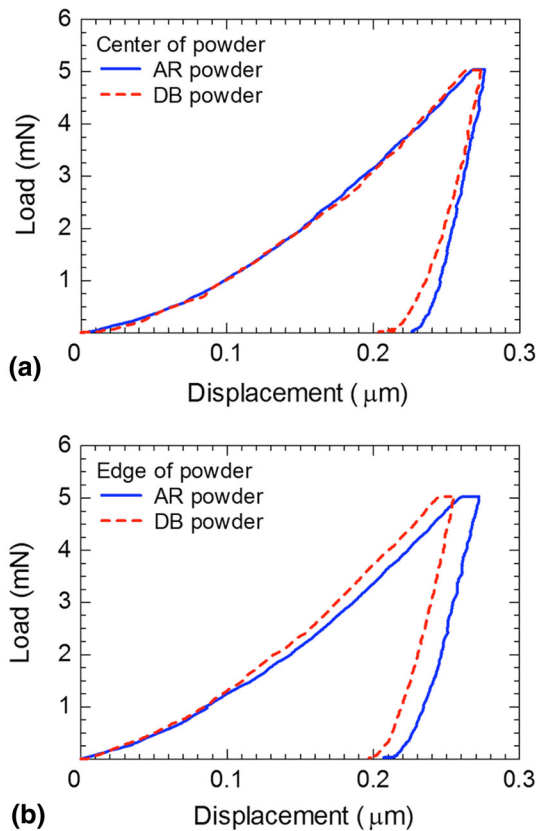 6
Center of powder
5
AR powder
DB powder
4
3
2
1
Load (mN)
0
0.1
0.2
0.3
(a)
Displacement ( μm)
6
Edge of powder
5
AR powder
DB powder
4
3
2
1
Load (mN)
0
0.1
0.2
0.3
(b)
Displacement ( μm)